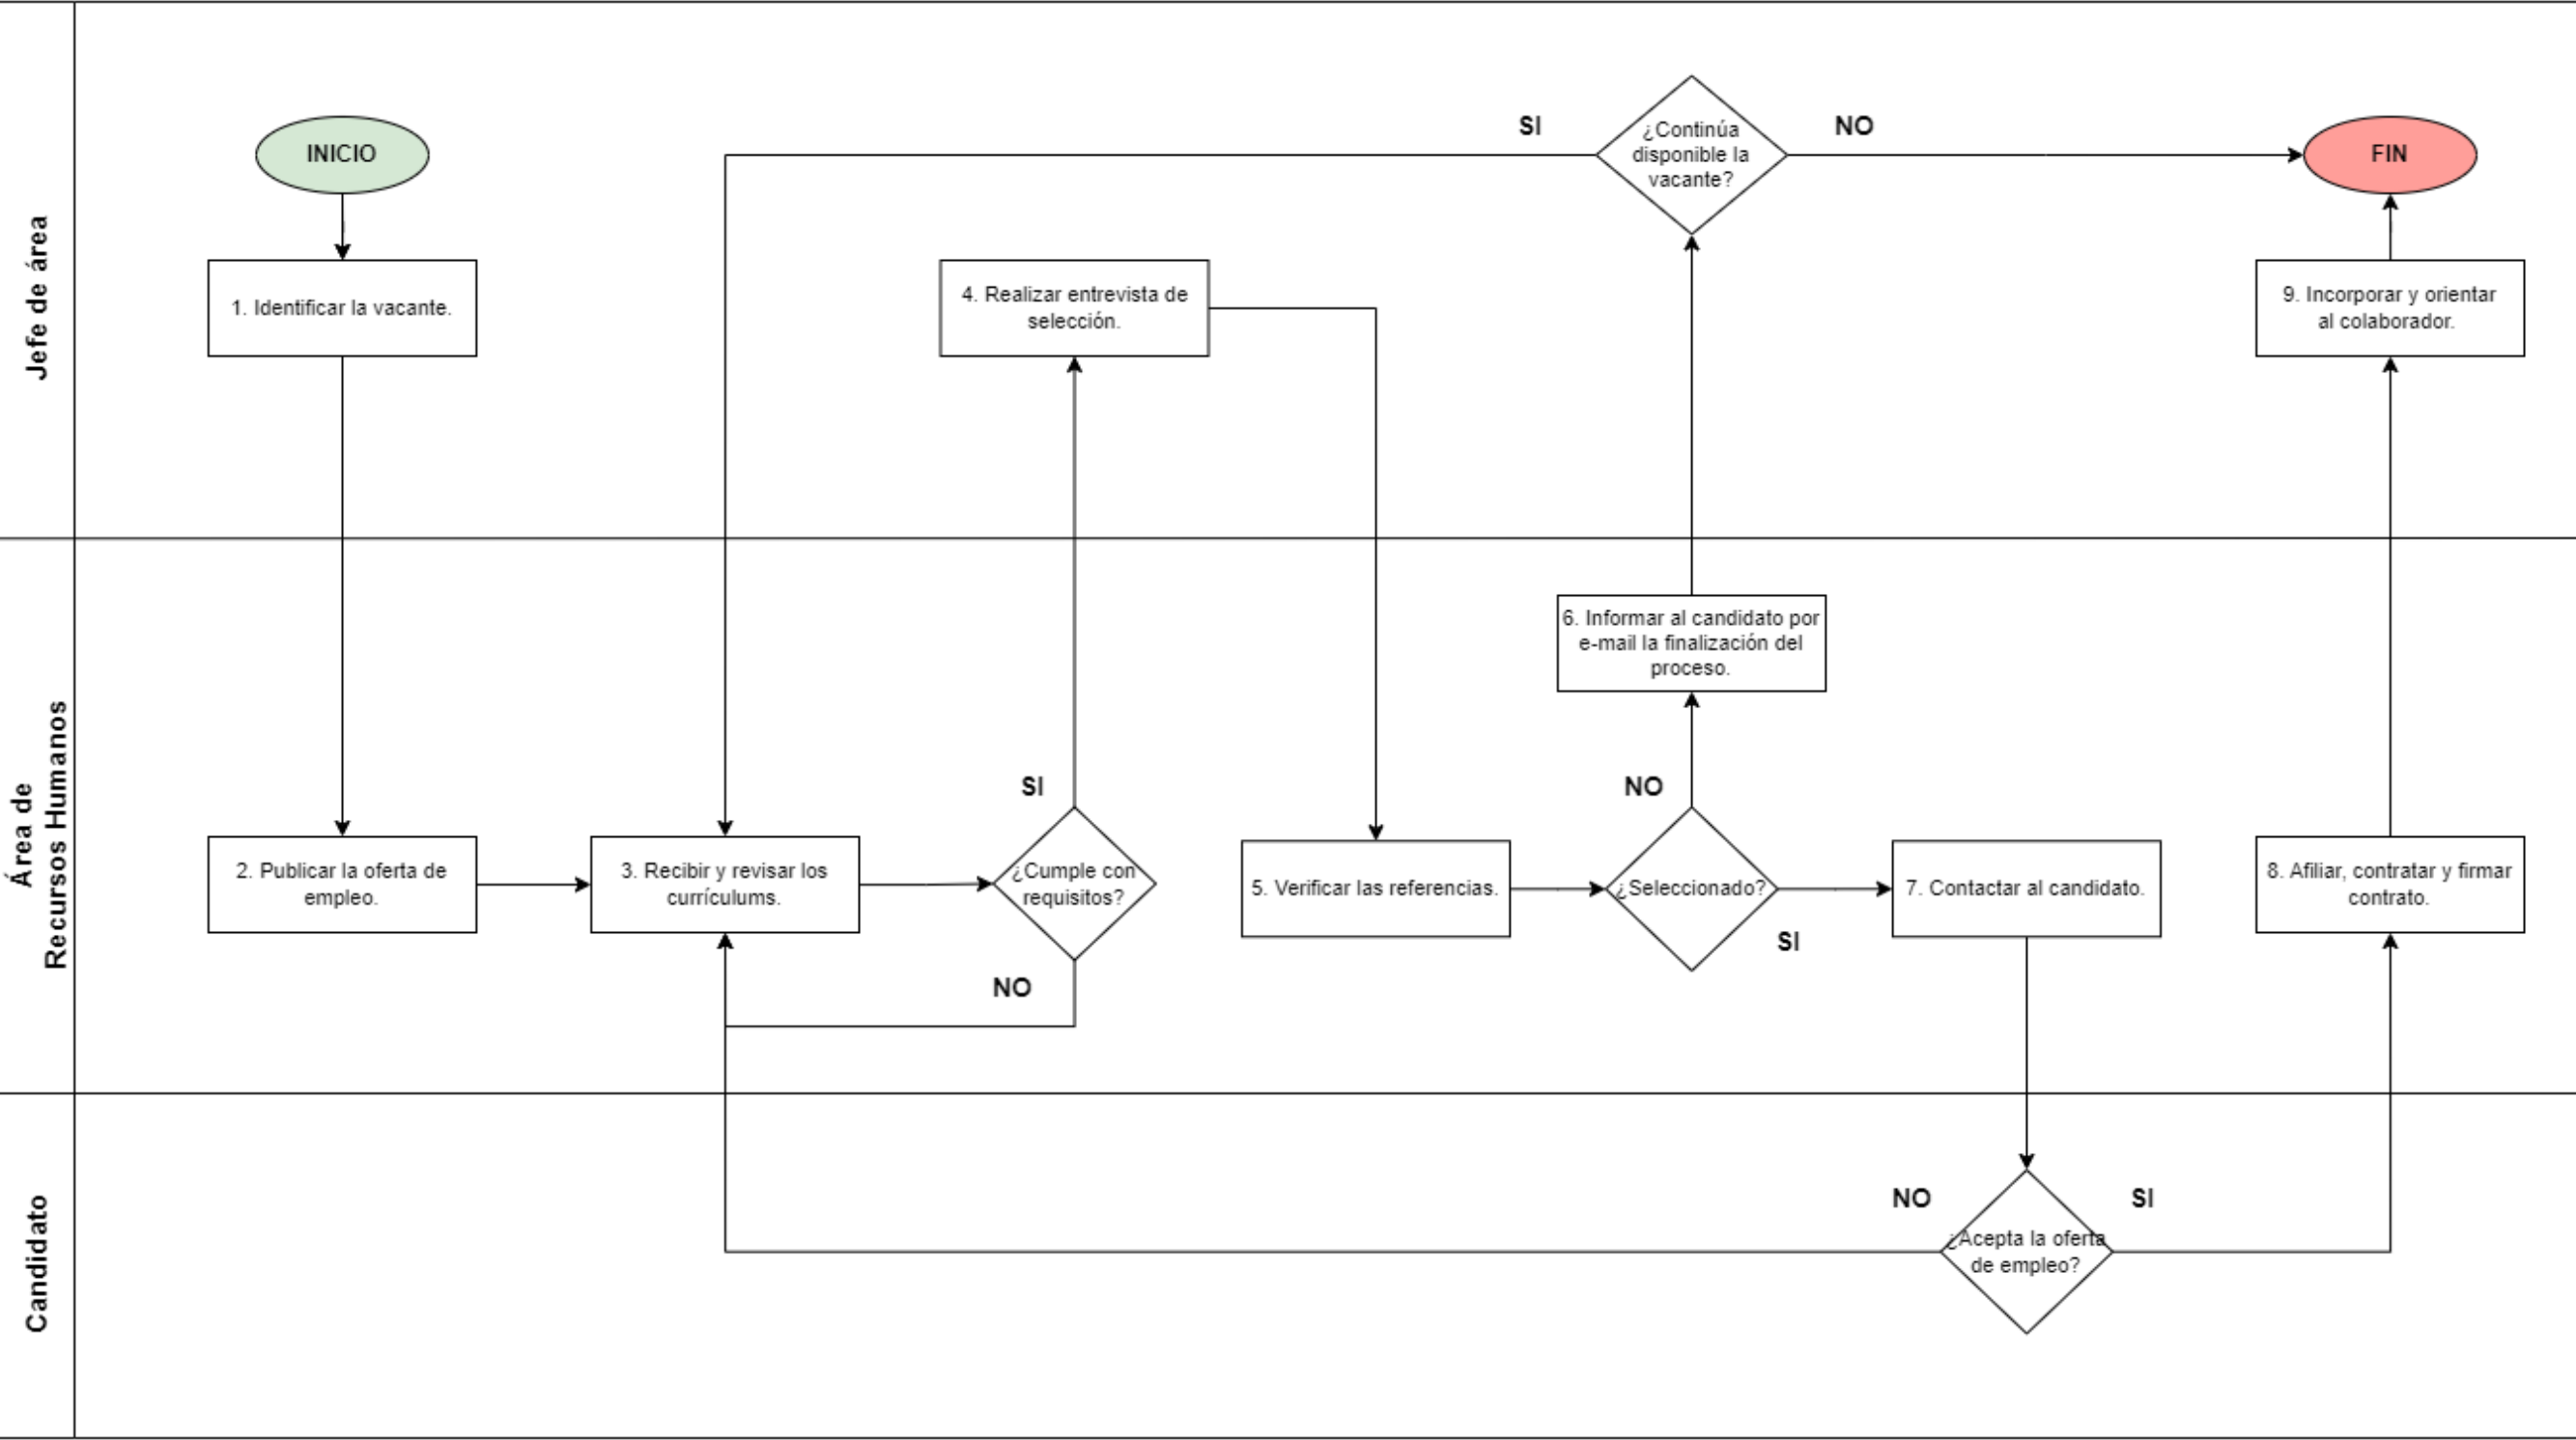 Jefe de área
INICIO
1. Identificar la vacante.
4. Realizar entrevista de
selección.
SI
¿Continúa
disponible la
vacante?
NO
FIN
9. Incorporar y orientar
al colaborador.
Área de
Recursos Humanos
2. Publicar la oferta de
empleo.
3. Recibir y revisar los
currículums.
SI
¿Cumple con
requisitos?
NO
5. Verificar las referencias.
6. Informar al candidato por
e-mail la finalización del
proceso.
NO
¿Seleccionado?
SI
7. Contactar al candidato.
8. Afiliar, contratar y firmar
contrato.
Candidato
NO
¿Acepta la oferta
de empleo?
SI